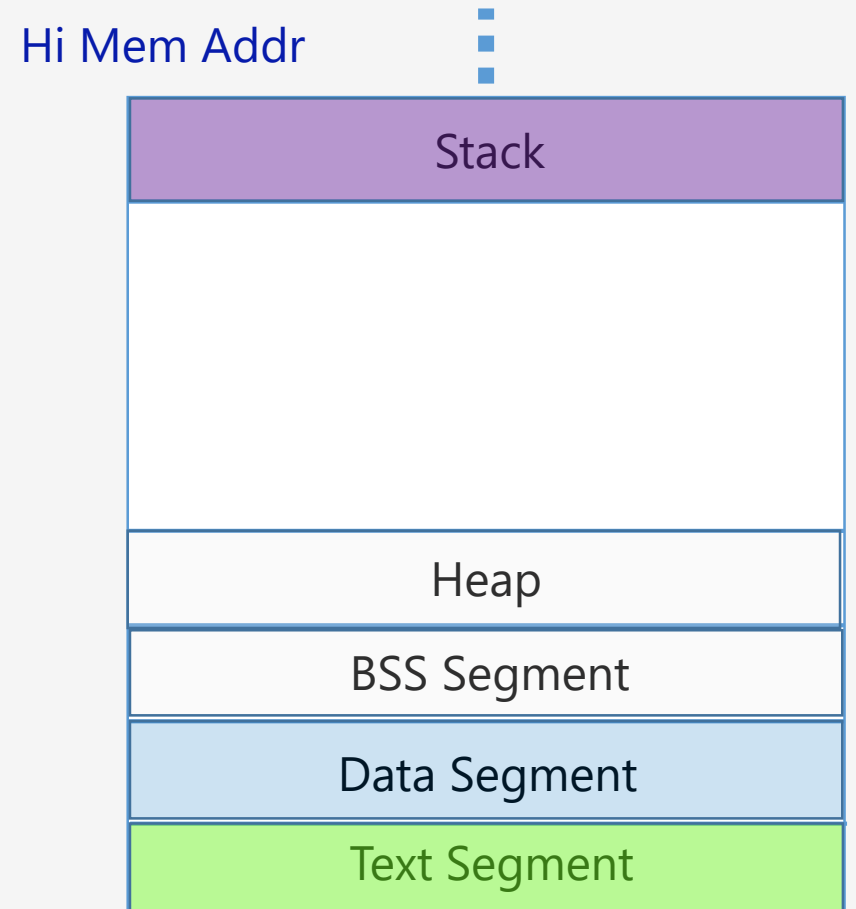 Hi Mem Addr
Stack
Heap
BSS Segment
Data Segment
Text Segment